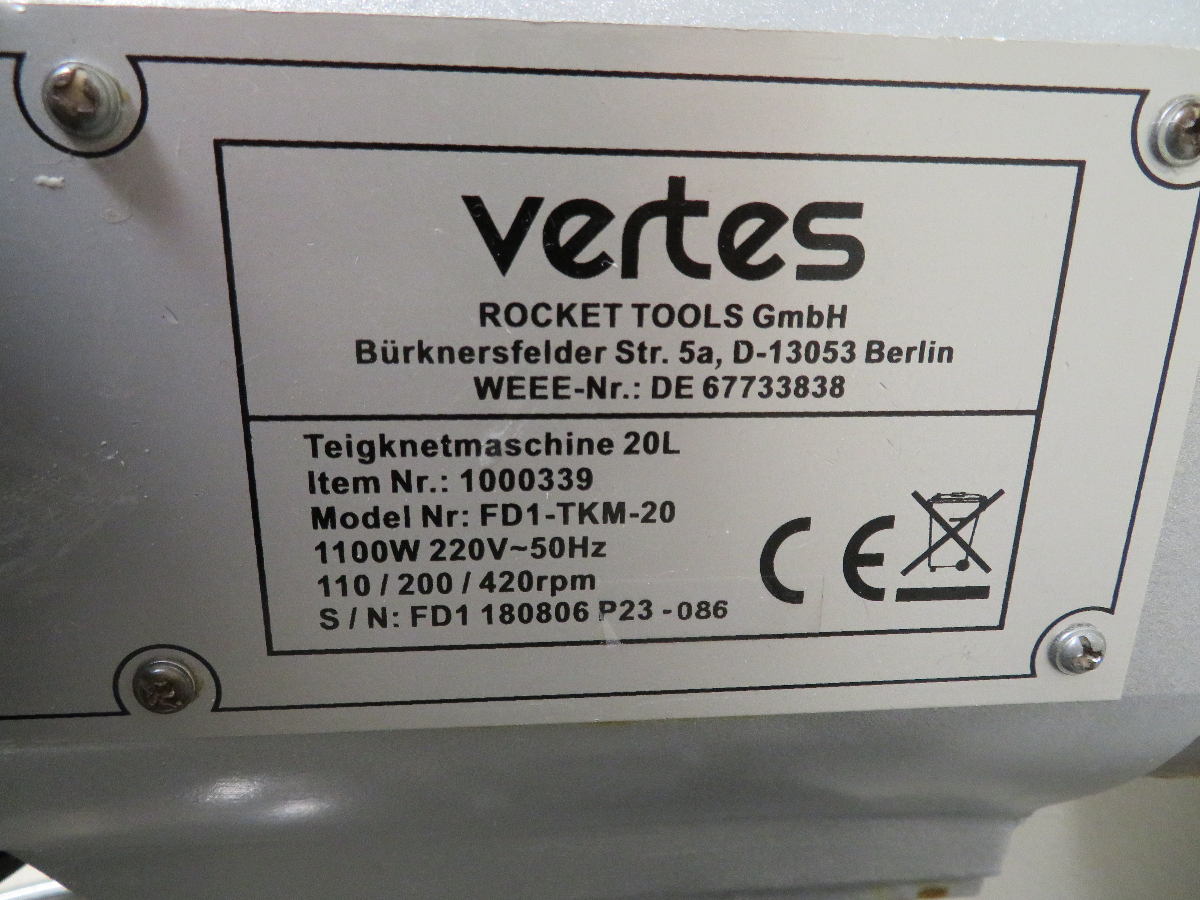 vertes
ROCKET TOOLS GmbH
Bürknersfelder Str. 5a, D-13053 Berlin
WEEE-Nr.: DE 67733838
Teigknetmaschine 20L
Item Nr.: 1000339
Model Nr: FD1-TKM-20
1100W 220V~50Hz
110 / 200 / 420rpm
S / N: FD1 180806 P23 - 086
CE